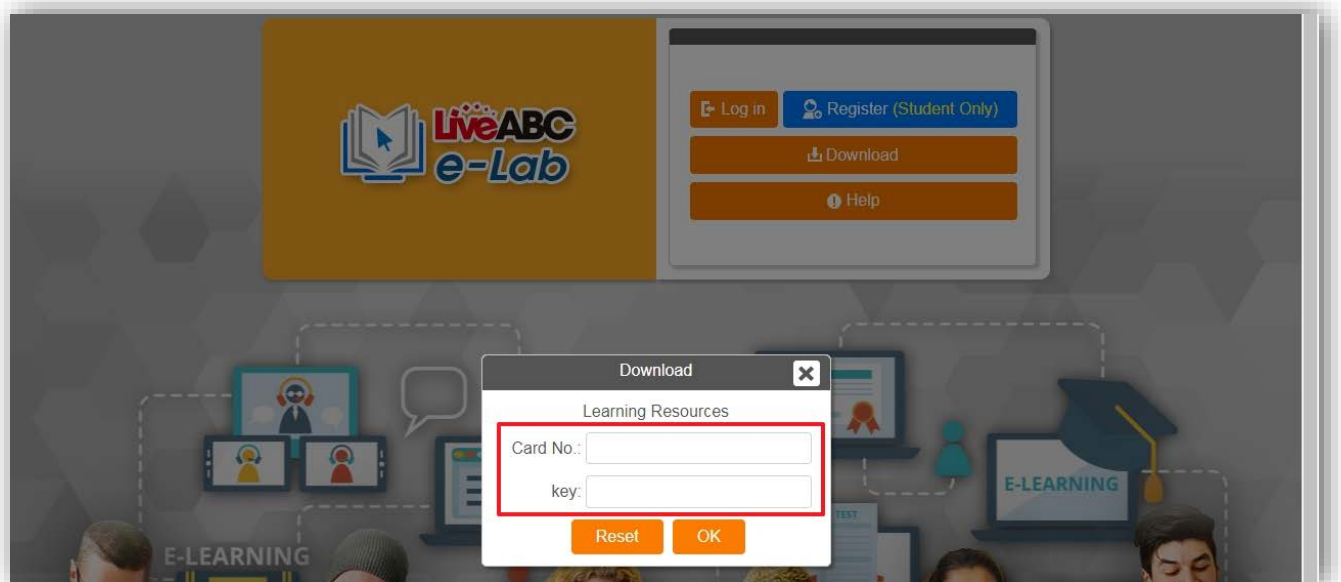 LiveABC
e-Lab
Log in
Register (Student Only)
Download
Help
Download
Learning Resources
Card No.:
key:
Reset OK
E-LEARNING
TEST
E-LEARNING